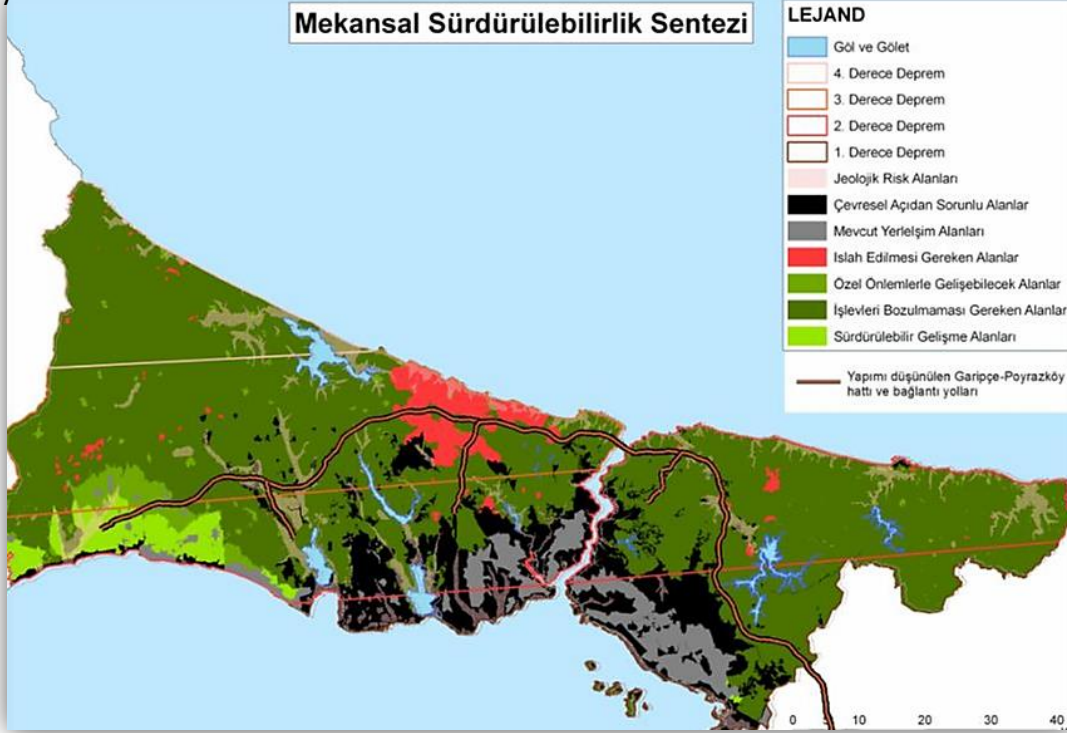 Mekansal Sürdürülebilirlik Sentezi
LEJAND
Göl ve Gölet
4. Derece Deprem
3. Derece Deprem
2. Derece Deprem
1. Derece Deprem
Jeolojik Risk Alanları
Çevresel Açıdan Sorunlu Alanlar
Mevcut Yerlelşim Alanları
Islah Edilmesi Gereken Alanlar
Özel Önlemlerle Gelişebilecek Alanlar
İşlevleri Bozulmaması Gereken Alanlar
Sürdürülebilir Gelişme Alanları
Yapımı düşünülen Garipçe-Poyrazköy
hattı ve bağlantı yolları
0 5 10 20 30 40